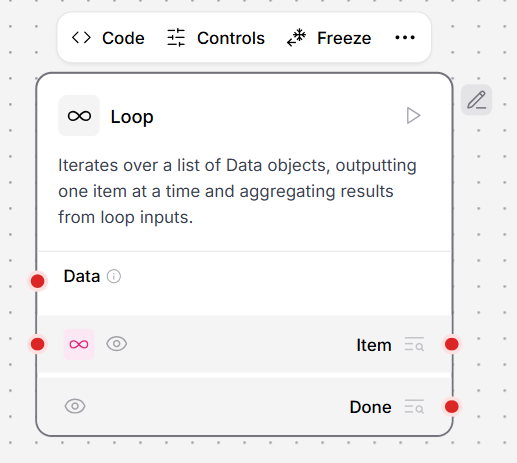 Code Controls Freeze
Loop
Iterates over a list of Data objects, outputting
one item at a time and aggregating results
from loop inputs.
Data
Item
Done